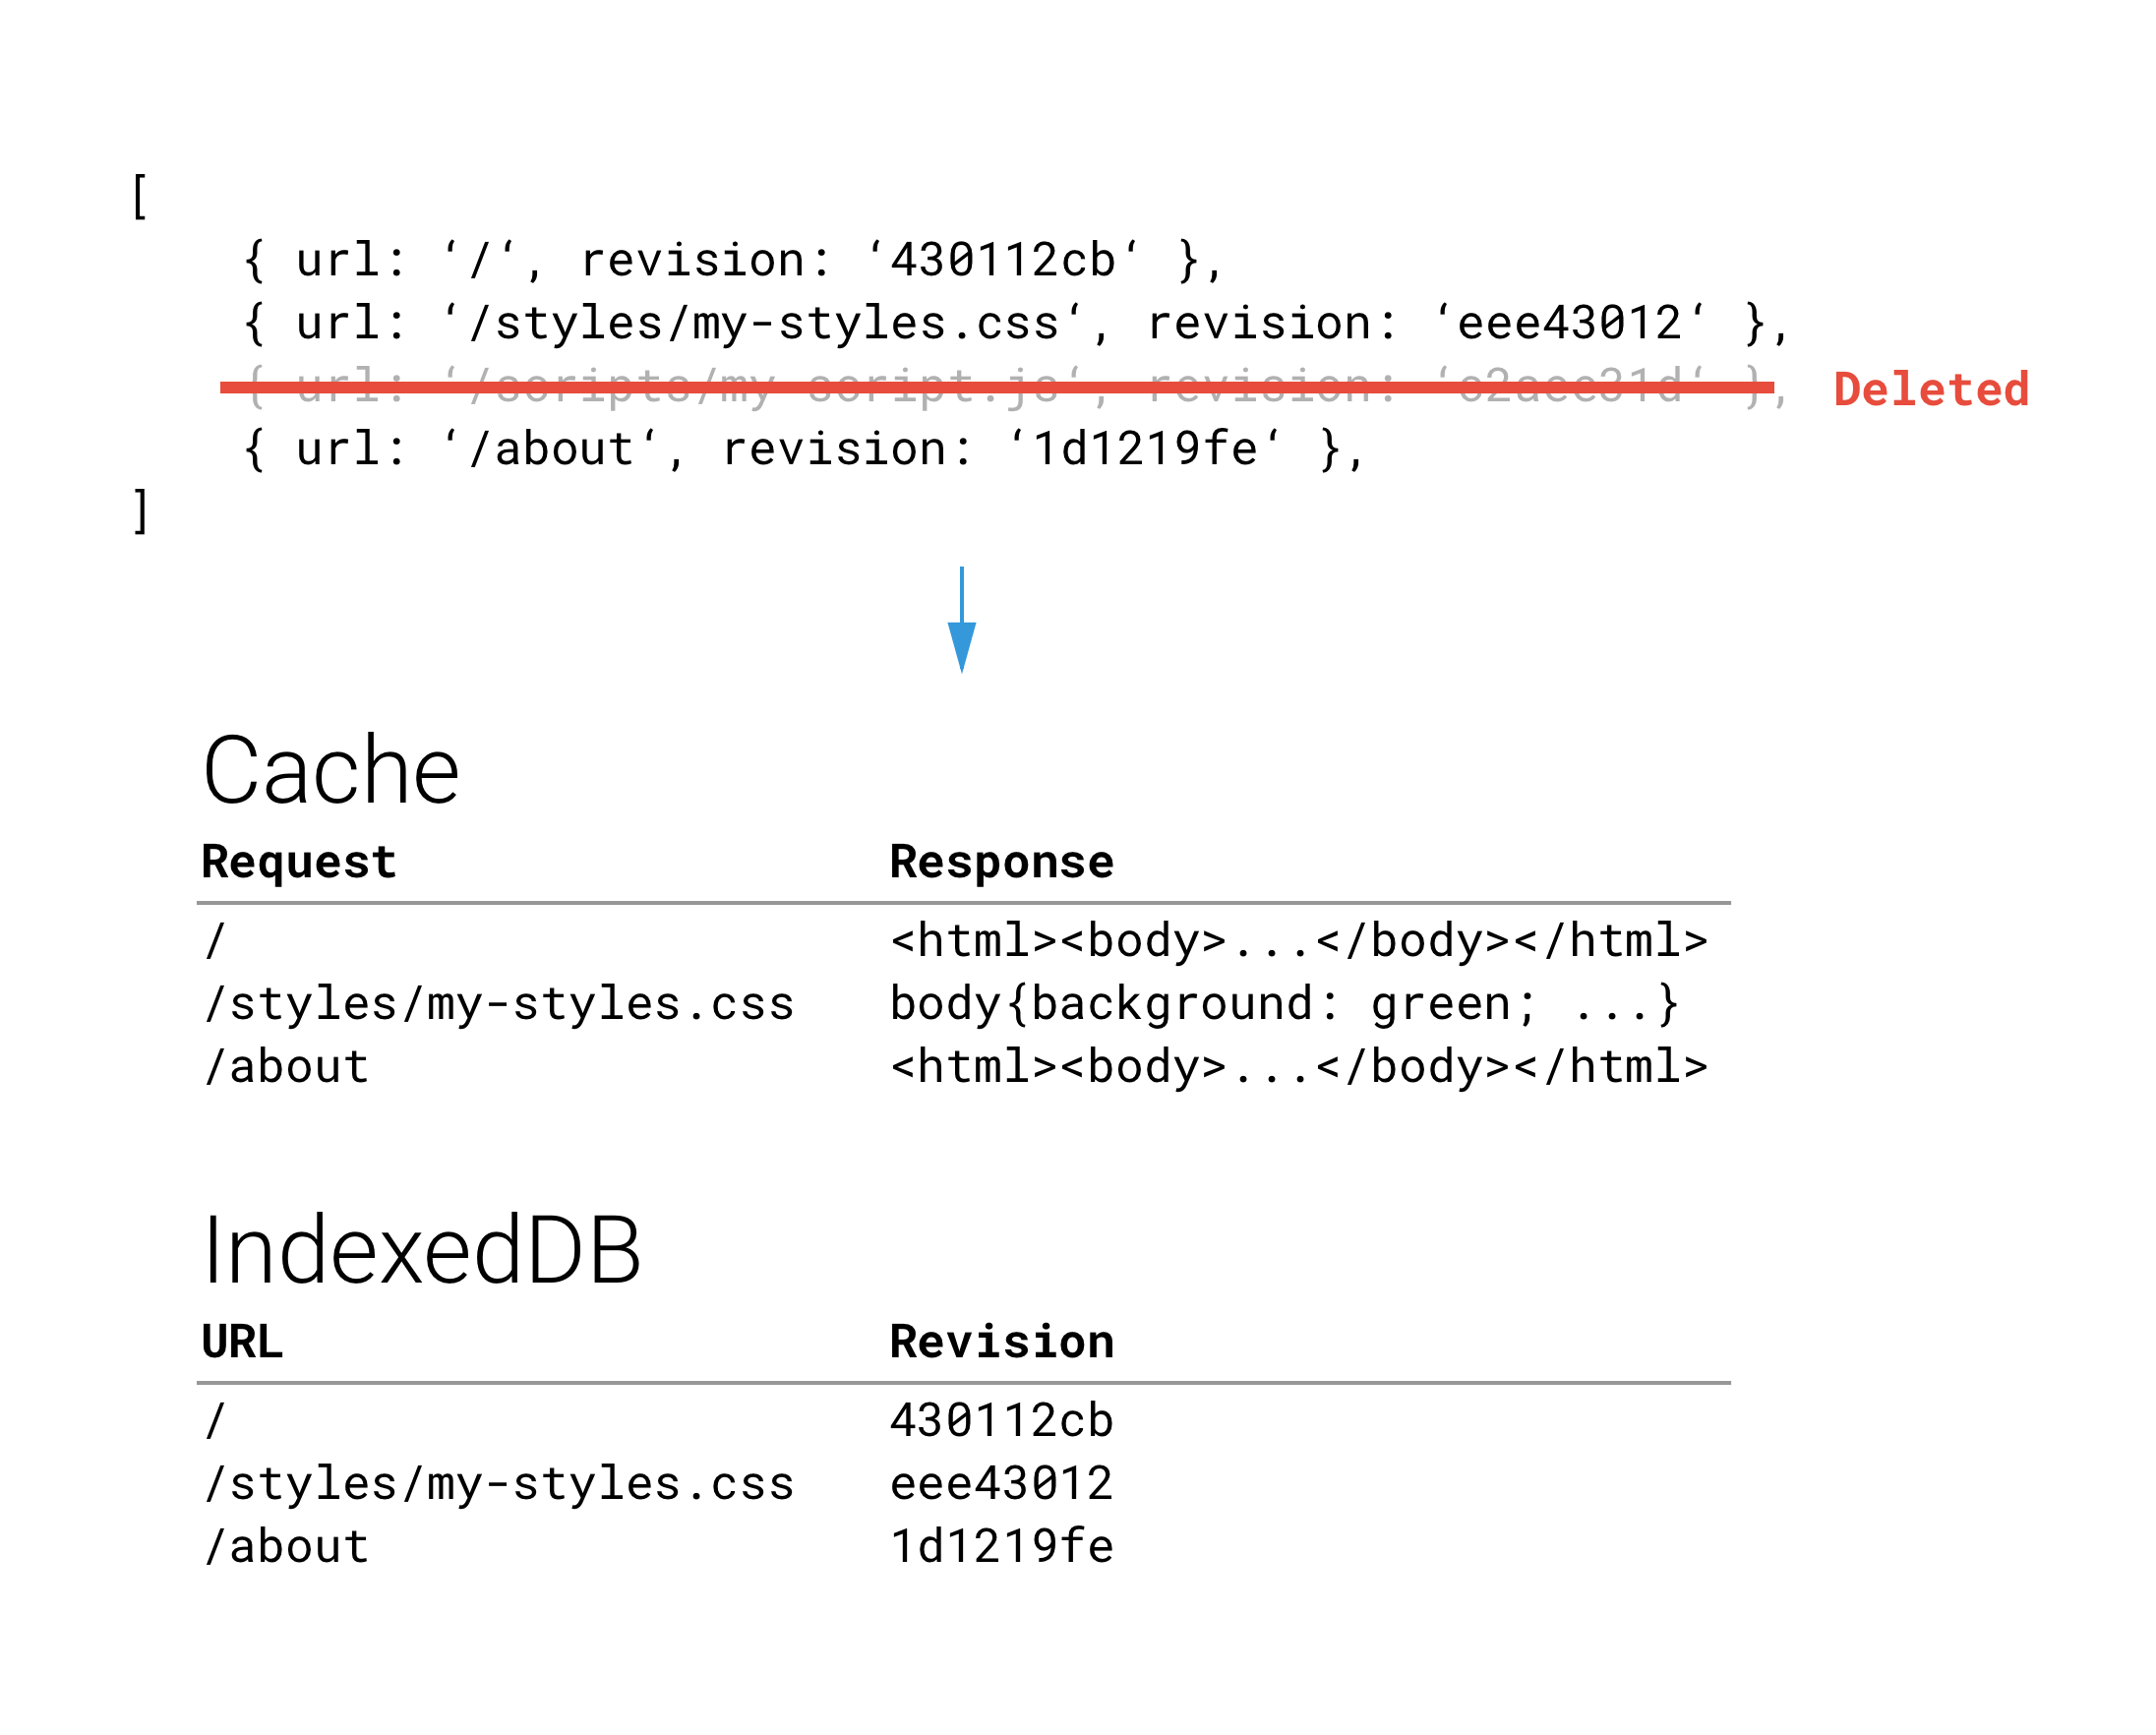 [
{ url: ‘/‘, revision: ‘430112cb‘ },
{ url: ‘/styles/my-styles.css‘, revision: ‘eee43012‘ },
{ url: ‘/scripts/my-script.js‘, revision: }, Deleted
{ url: ‘/about‘, revision: ‘1d1219fe‘ },
]
Cache
Request Response
/ <html><body>...</body></html>
/styles/my-styles.css body{background: green; ...}
/about <html><body>...</body></html>
IndexedDB
URL Revision
/ 430112cb
/styles/my-styles.css eee43012
/about 1d1219fe